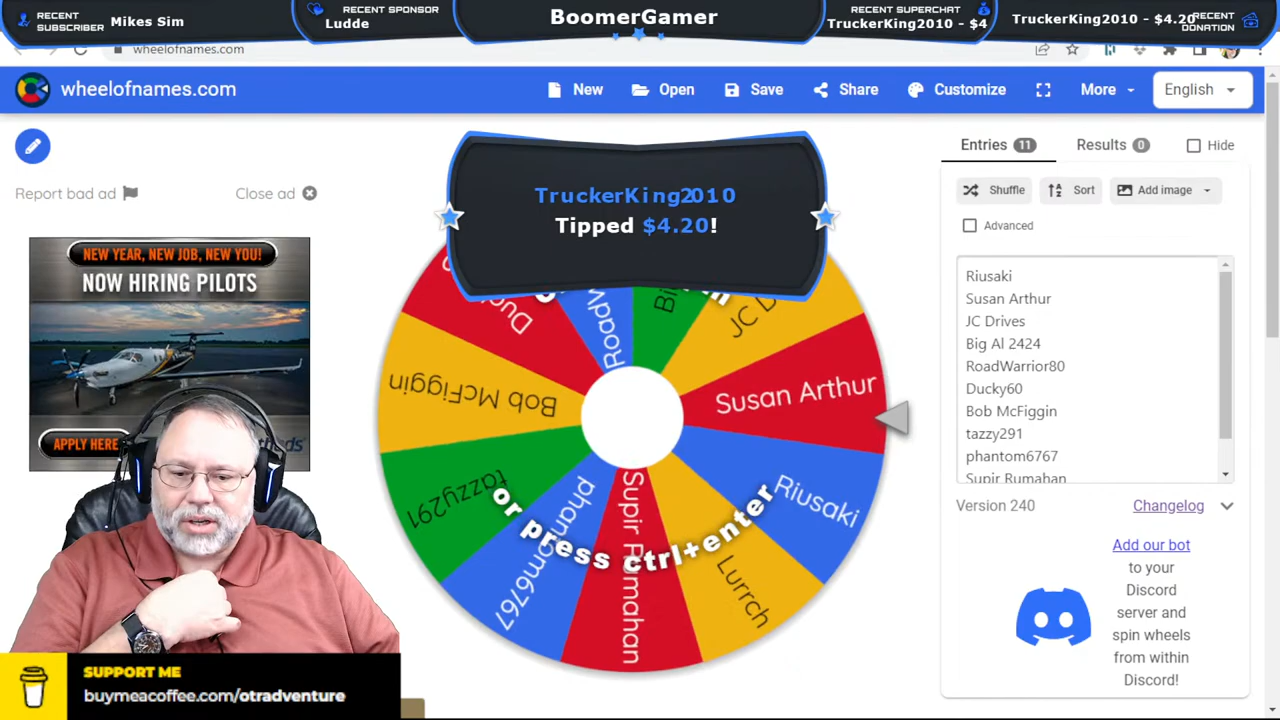 RECENT
SUBSCRIBER
Mikes Sim
RECENT SPONSOR
Ludde
BoomerGamer
RECENT SUPERCHAT
TruckerKing2010 - $4
TruckerKing2010 - $4.20
RECENT
DONATION
wheelofnames.com
wheelofnames.com
New
Open
Save
Share
Customize
More
English
Report bad ad
Close ad
NEW YEAR, NEW JOB, NEW YOU!
NOW HIRING PILOTS
APPLY HERE
TruckerKing2010
Tipped $4.20!
Entries 11
Results 0
Hide
Shuffle
Sort
Add image
Advanced
Riusaki
Susan Arthur
JC Drives
Big Al 2424
RoadWarrior80
Ducky60
Bob McFiggin
tazzy291
phantom6767
Supir Rumahan
JC D
Susan Arthur
Riusaki
Lurrch
Supir Rumahan
phantom6767
tazzy291
Bob McFiggin
Duc
Roadw
Bi
or press ctrl+enter
Version 240
Changelog
Add our bot
to your
Discord
server and
spin wheels
from within
Discord!
SUPPORT ME
buymeacoffee.com/otradventure